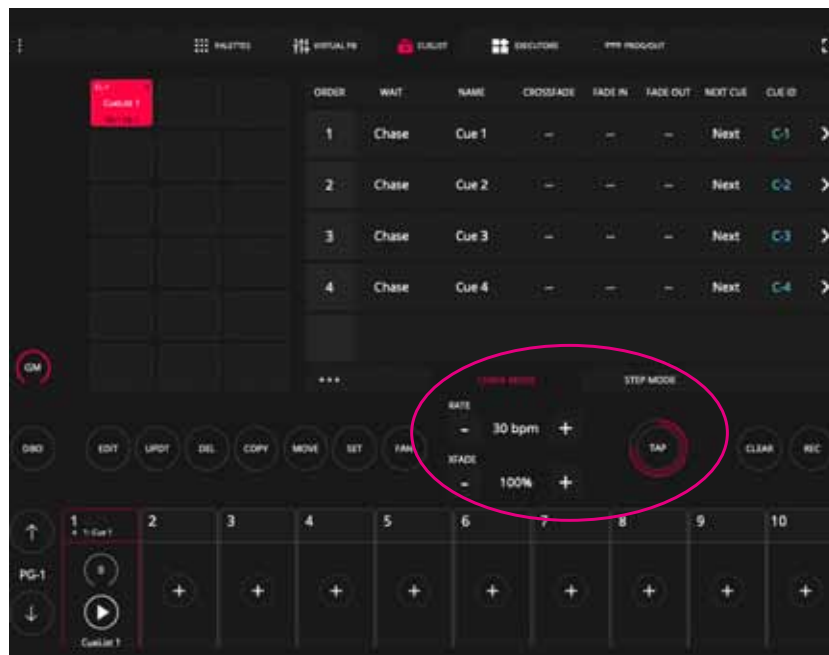 PALETTES VIRTUAL PB CUELIST EXECUTORS PROG/OUT
CueList 1
ORDER WAIT NAME CROSSFADE FADE IN FADE OUT NEXT CUE CUE ID
1 Chase Cue 1 -- -- -- Next C-1
2 Chase Cue 2 -- -- -- Next C-2
3 Chase Cue 3 -- -- -- Next C-3
4 Chase Cue 4 -- -- -- Next C-4
GM
CHASE MODE STEP MODE
RATE
- 30 bpm +
TAP
DBO EDIT UPDT DEL COPY MOVE SET FAN CLEAR REC
XFADE
- 100% +
1 2 3 4 5 6 7 8 9 10
1: Cue 1
PG-1
+ + + + + + + + +
CueList 1